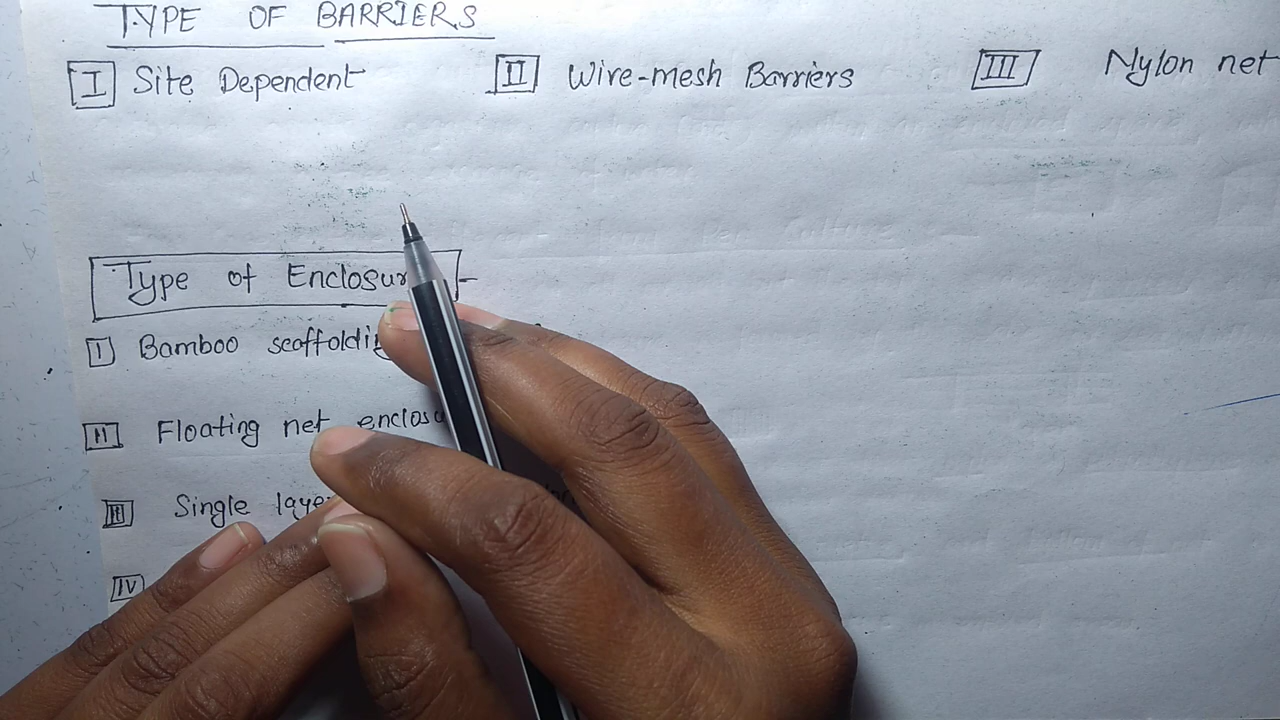 TYPE OF BARRIERS
I Site Dependent II Wire-mesh Barriers III Nylon net
Type of Enclosur -
I Bamboo scaffoldi
II Floating net enclosu
III Single laye
IV